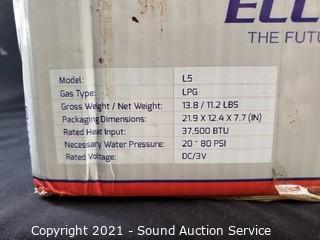 ECC
THE FUTU
Model: L5
Gas Type: LPG
Gross Weight / Net Weight: 13.8 / 11.2 LBS
Packaging Dimensions: 21.9 x 12.4 x 7.7 (IN)
Rated Heat Input: 37,500 BTU
Necessary Water Pressure: 20~80 PSI
Rated Voltage: DC/3V
Copyright 2021 - Sound Auction Service